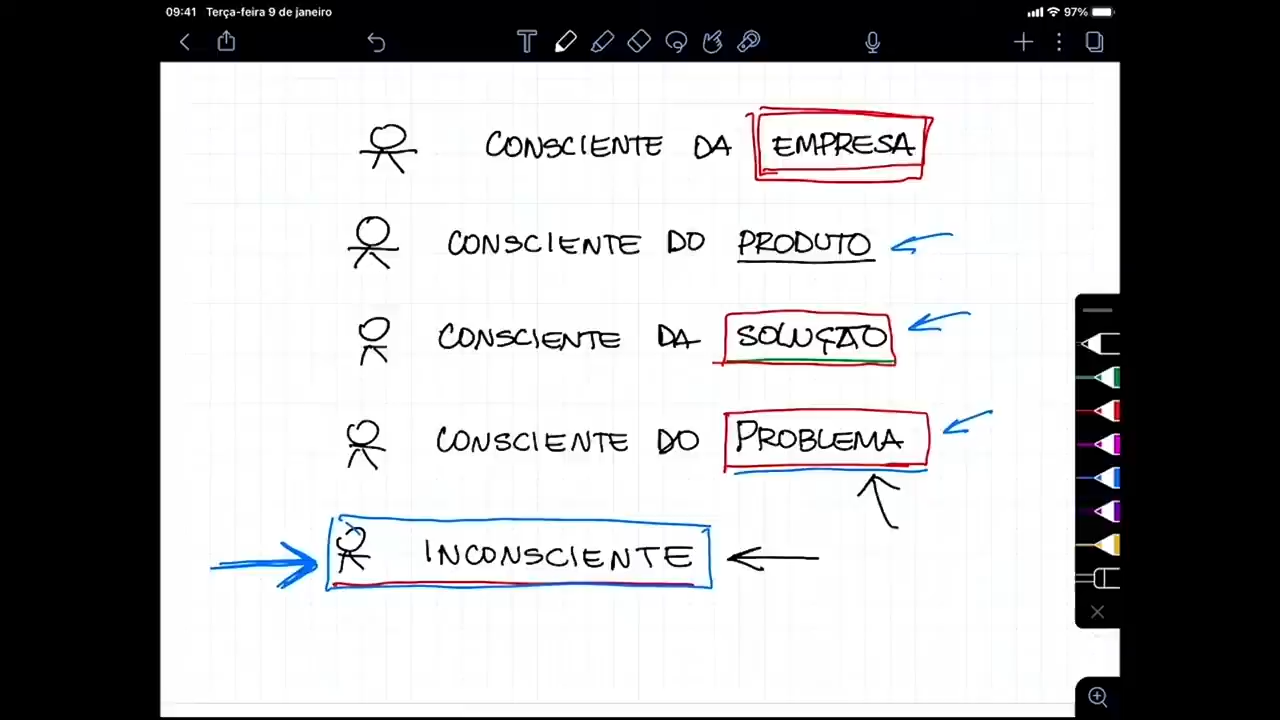 09:41 Terça-feira 9 de janeiro 97%
CONSCIENTE DA EMPRESA
CONSCIENTE DO PRODUTO
CONSCIENTE DA SOLUÇÃO
CONSCIENTE DO PROBLEMA
INCONSCIENTE